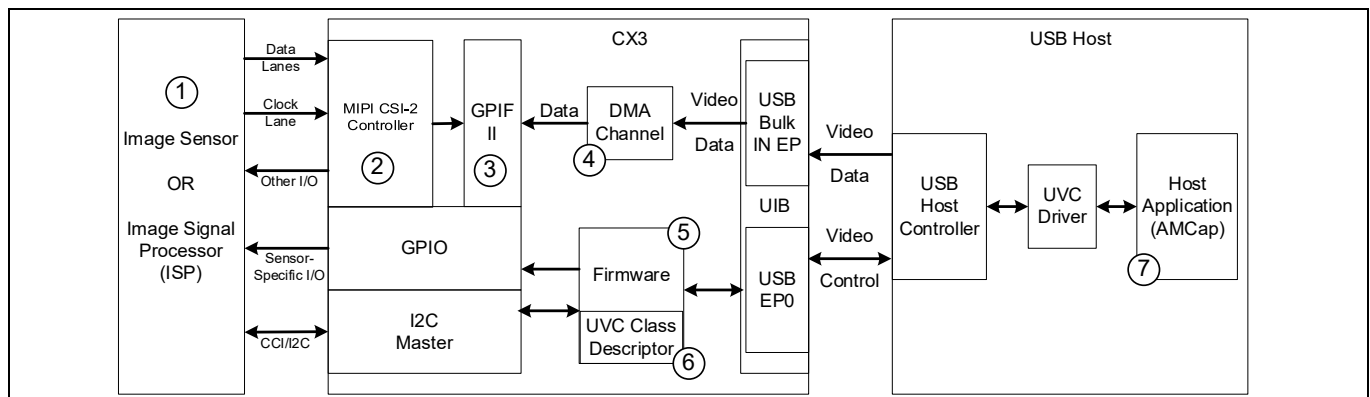 1
Image Sensor
OR
Image Signal
Processor
(ISP)
Data
Lanes
Clock
Lane
Other I/O
Sensor-
Specific I/O
CCI/I2C
CX3
MIPI CSI-2
Controller
2
GPIF
II
3
Data
DMA
Channel
4
Video
Data
USB
Bulk
IN EP
UIB
GPIO
I2C
Master
5
Firmware
UVC Class
Descriptor
6
USB
EP0
Video
Data
Video
Control
USB Host
USB
Host
Controller
UVC
Driver
Host
Application
(AMCap)
7